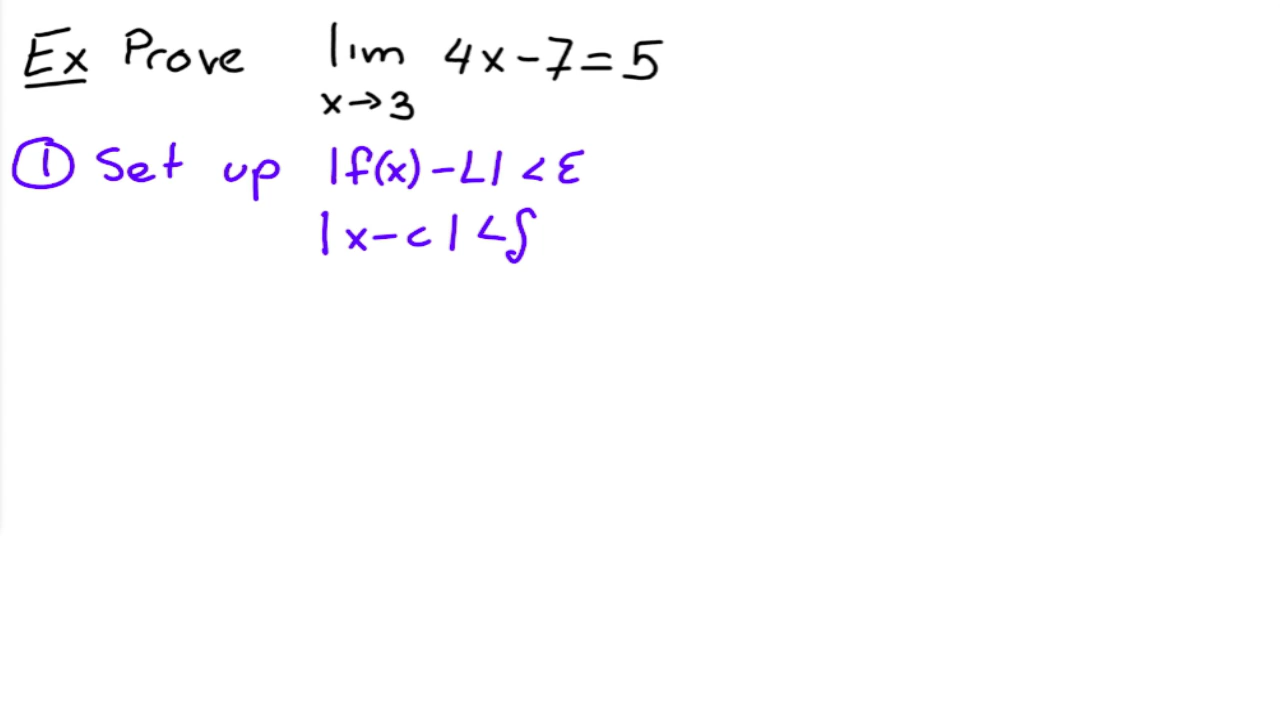 Ex Prove lim 4x-7=5
x→3
① Set up |f(x)-L| < ε
|x-c| < δ